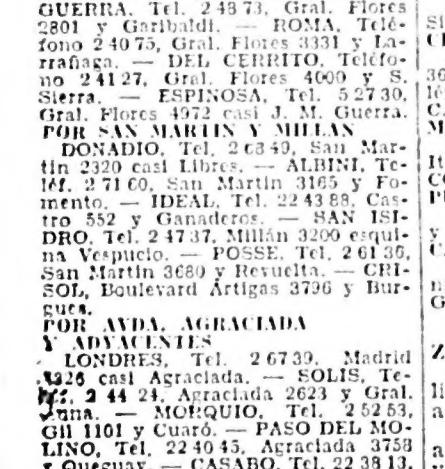 GUERRA, Tel. 2 48 73, Gral. Flores
2801 y Garibaldi. — ROMA, Telé-
fono 2 40 75, Gral. Flores 3331 y La-
rrañaga. — DEL CERRITO, Teléfo-
no 2 41 27, Gral. Flores 4000 y S.
Sierra. — ESPINOSA, Tel. 5 27 30,
Gral. Flores 4972 casi J. M. Guerra.
POR SAN MARTIN Y MILLAN
DONADIO, Tel. 2 68 49, San Mar-
tin 2320 casi Libres. — ALBINI, Te-
léf. 2 71 60, San Martin 3165 y Fo-
mento. — IDEAL, Tel. 22 43 88, Cas-
tro 552 y Ganaderos. — SAN ISI-
DRO, Tel. 2 47 37, Millán 3200 esqui-
na Vespucio. — POSSE, Tel. 2 61 36,
San Martin 3680 y Revuelta. — CRI-
SOL, Boulevard Artigas 3796 y Bur-
gues.
POR AVDA. AGRACIADA
Y ADYACENTES
LONDRES, Tel. 2 67 39, Madrid
casi Agraciada. — SOLIS, Te-
2 44 24, Agraciada 2623 y Gral.
— MORQUIO, Tel. 2 52 53,
Gil 1101 y Cuaró. — PASO DEL MO-
LINO, Tel. 22 40 45, Agraciada 3758
y Queguay. — CASABO, Tel. 22 38 13,